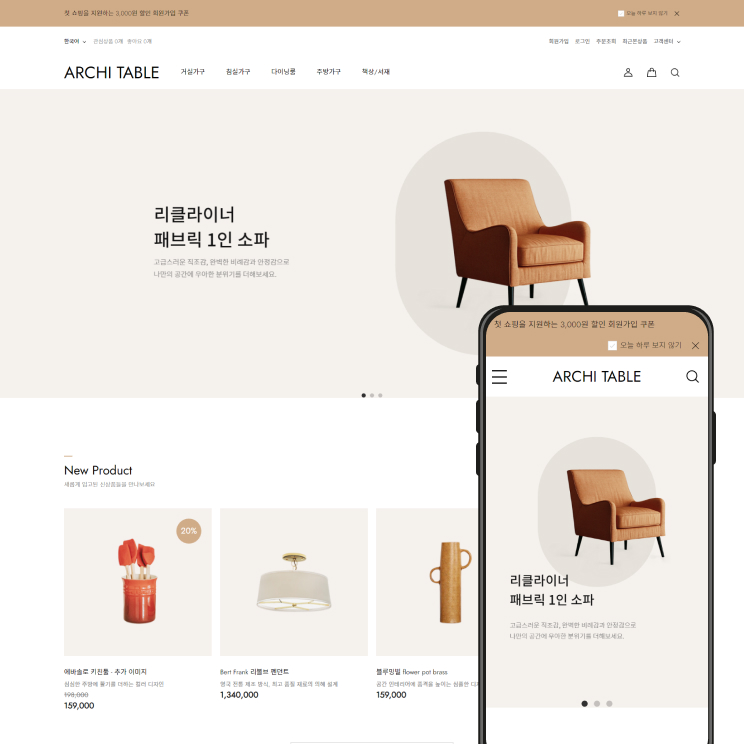 첫 쇼핑을 지원하는 3,000원 할인 회원가입 쿠폰
오늘 하루 보지 않기
한국어
관심상품 0개 좋아요 0개
회원가입 로그인 주문조회 최근본상품 고객센터
ARCHI TABLE
거실가구 침실가구 다이닝룸 주방가구 책상/서재
리클라이너
패브릭 1인 소파
고급스러운 직조감, 완벽한 비례감과 안정감으로
나만의 공간에 우아한 분위기를 더해보세요.
New Product
새롭게 입고된 신상품들을 만나보세요
20%
에바솔로 키친툴 - 추가 이미지
심심한 주방에 활기를 더하는 컬러 디자인
198,000
159,000
Bert Frank 리벨브 펜던트
영국 전통 제조 방식, 최고 품질 재료의 의해 설계
1,340,000
블루밍빌 flower pot brass
공간 인테리어에 품격을 높이는 심플한
159,000
첫 쇼핑을 지원하는 3,000원 할인 회원가입 쿠폰
오늘 하루 보지 않기
ARCHI TABLE
리클라이너
패브릭 1인 소파
고급스러운 직조감, 완벽한 비례감과 안정감으로
나만의 공간에 우아한 분위기를 더해보세요.